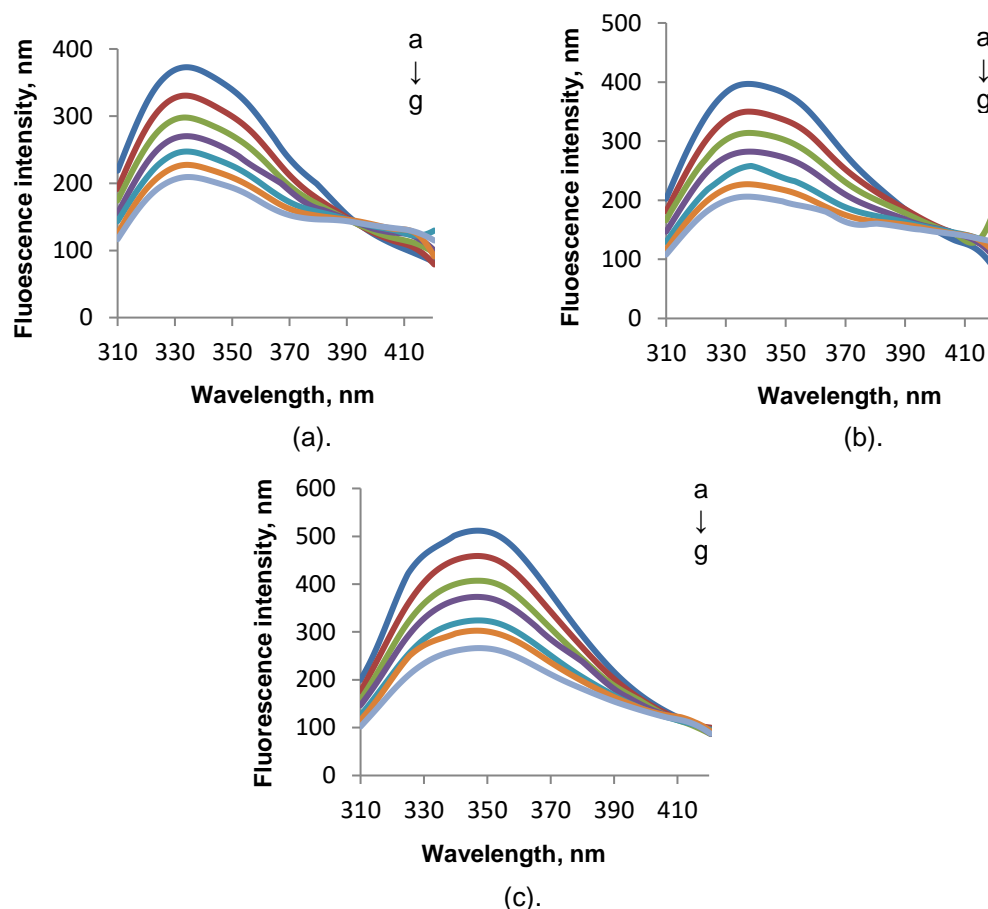 Fluoescence intensity, nm
400
300
200
100
0
310 330 350 370 390 410
Wavelength, nm
a
↓
g
(a).
Fluoescence intensity, nm
500
400
300
200
100
0
310 330 350 370 390 410
Wavelength, nm
a
↓
g
(b).
Fluorescence intensity, nm
600
500
400
300
200
100
0
310 330 350 370 390 410
Wavelength, nm
a
↓
g
(c).